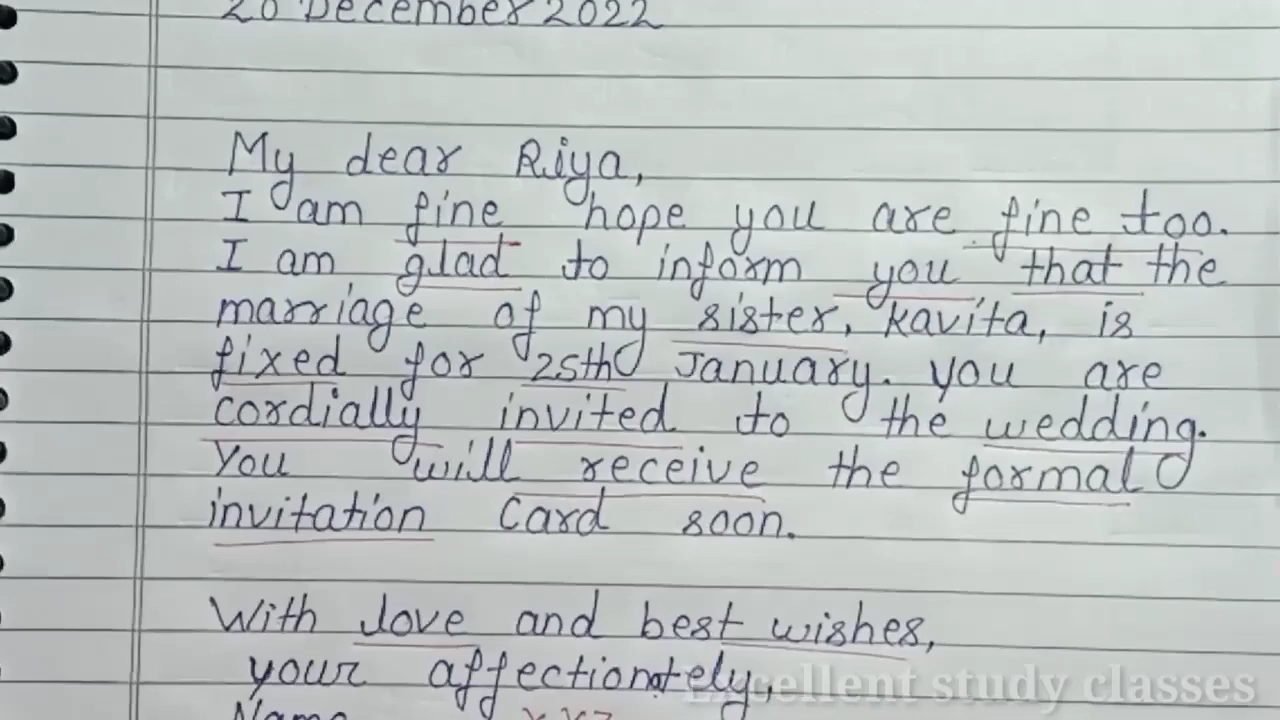 20 December 2022
My dear Riya,
I am fine hope you are fine too.
I am glad to inform you that the
marriage of my sister, Kavita, is
fixed for 25th January. you are
cordially invited to the wedding.
You will receive the formal
invitation Card soon.
With love and best wishes,
your affectionately,
Excellent study classes
Name XYZ